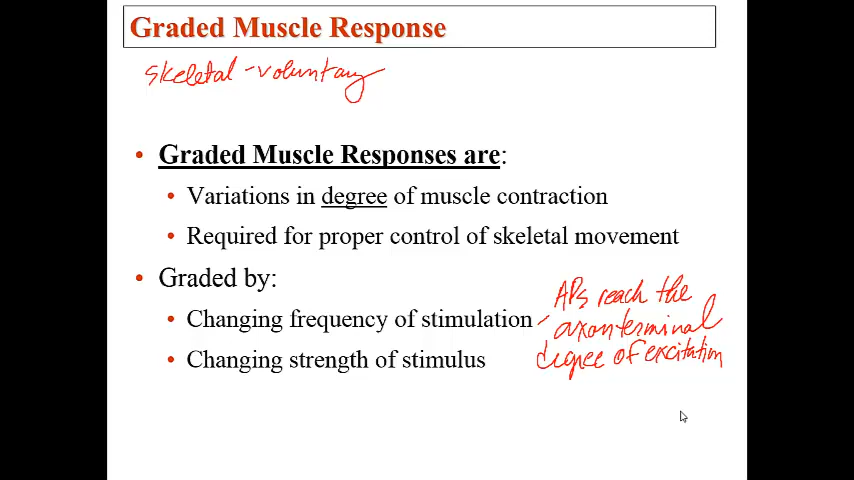 Graded Muscle Response
skeletal - voluntary
• Graded Muscle Responses are:
• Variations in degree of muscle contraction
• Required for proper control of skeletal movement
• Graded by:
• Changing frequency of stimulation -
APs reach the
axon terminal
• Changing strength of stimulus
degree of excitation